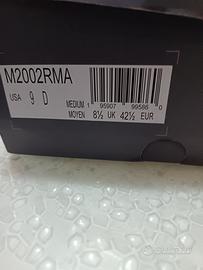 M2002RMA
USA 9 D
MEDIUM 1 95907 99586 0
MOYEN 8½ UK 42½ EUR